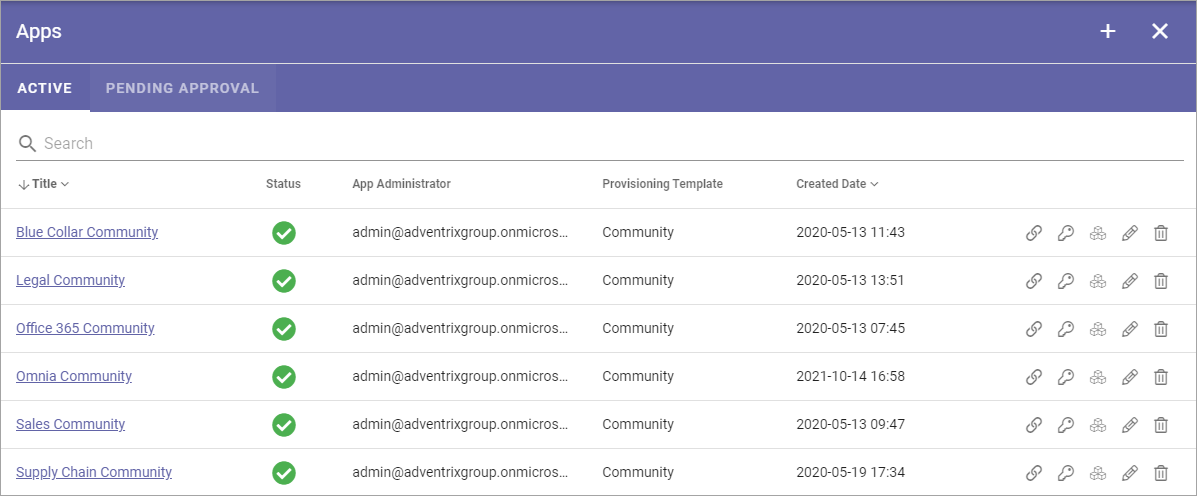 Apps
ACTIVE PENDING APPROVAL
Search
Title Status App Administrator Provisioning Template Created Date
Blue Collar Community admin@adventrixgroup.onmicros... Community 2020-05-13 11:43
Legal Community admin@adventrixgroup.onmicros... Community 2020-05-13 13:51
Office 365 Community admin@adventrixgroup.onmicros... Community 2020-05-13 07:45
Omnia Community admin@adventrixgroup.onmicros... Community 2021-10-14 16:58
Sales Community admin@adventrixgroup.onmicros... Community 2020-05-13 09:47
Supply Chain Community admin@adventrixgroup.onmicros... Community 2020-05-19 17:34